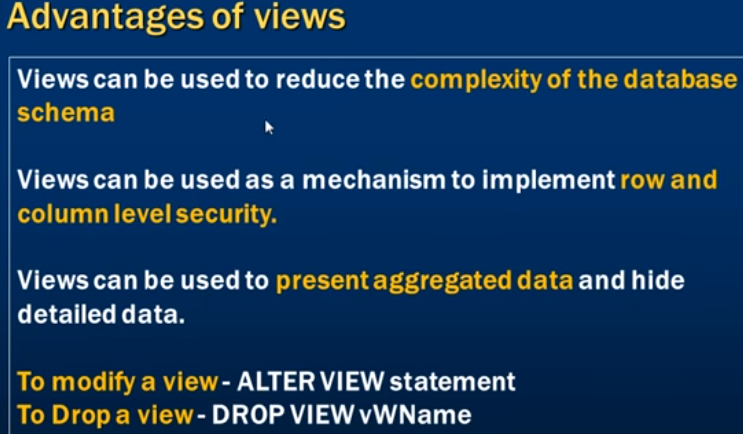 Advantages of views
Views can be used to reduce the complexity of the database
schema
Views can be used as a mechanism to implement row and
column level security.
Views can be used to present aggregated data and hide
detailed data.
To modify a view - ALTER VIEW statement
To Drop a view - DROP VIEW vWName